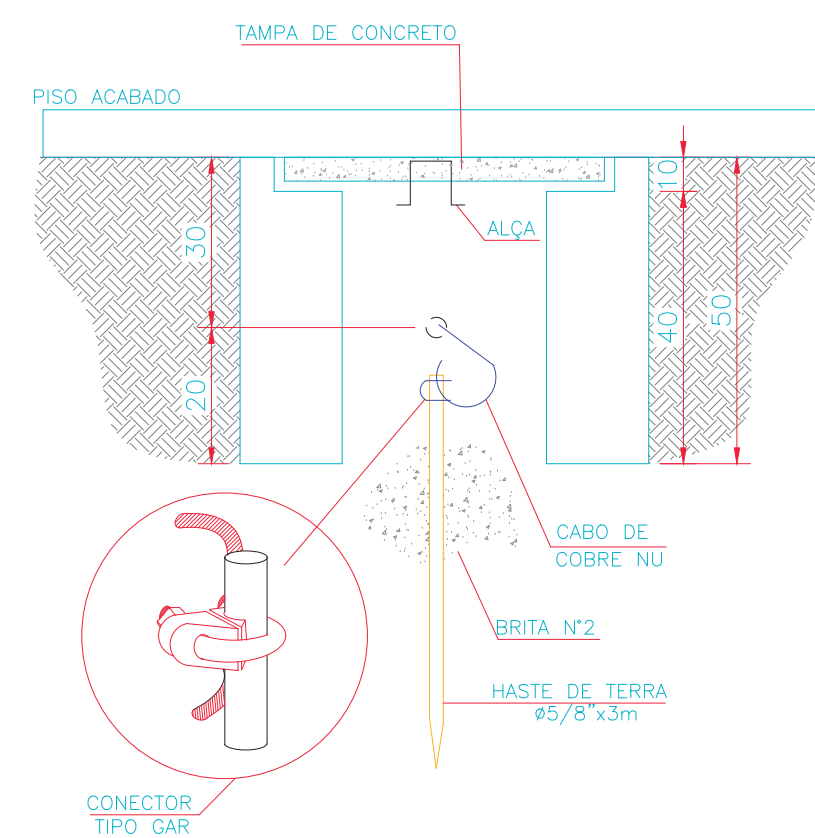 TAMPA DE CONCRETO
PISO ACABADO
10
ALÇA
30
40
50
20
CABO DE
COBRE NU
BRITA N°2
HASTE DE TERRA
ø5/8"x3m
CONECTOR
TIPO GAR